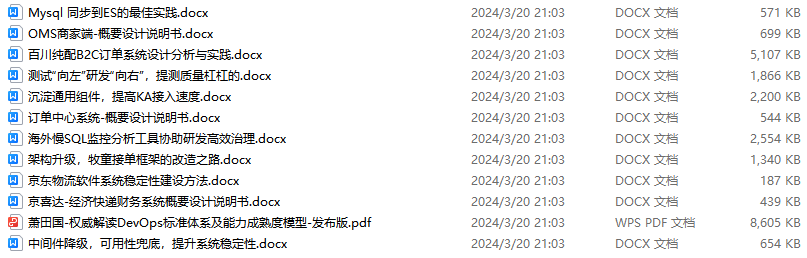 Mysql 同步到ES的最佳实践.docx 2024/3/20 21:03 DOCX 文档 571 KB
OMS商家端-概要设计说明书.docx 2024/3/20 21:03 DOCX 文档 699 KB
百川纯配B2C订单系统设计分析与实践.docx 2024/3/20 21:03 DOCX 文档 5,107 KB
测试“向左”研发“向右”，提测质量杠杠的.docx 2024/3/20 21:03 DOCX 文档 1,866 KB
沉淀通用组件，提高KA接入速度.docx 2024/3/20 21:03 DOCX 文档 2,200 KB
订单中心系统-概要设计说明书.docx 2024/3/20 21:03 DOCX 文档 544 KB
海外慢SQL监控分析工具协助研发高效治理.docx 2024/3/20 21:03 DOCX 文档 2,554 KB
架构升级，牧童接单框架的改造之路.docx 2024/3/20 21:03 DOCX 文档 1,340 KB
京东物流软件系统稳定性建设方法.docx 2024/3/20 21:03 DOCX 文档 187 KB
京喜达-经济快递财务系统概要设计说明书.docx 2024/3/20 21:03 DOCX 文档 439 KB
萧田国-权威解读DevOps标准体系及能力成熟度模型-发布版.pdf 2024/3/20 21:03 WPS PDF 文档 8,605 KB
中间件降级，可用性兜底，提升系统稳定性.docx 2024/3/20 21:03 DOCX 文档 654 KB